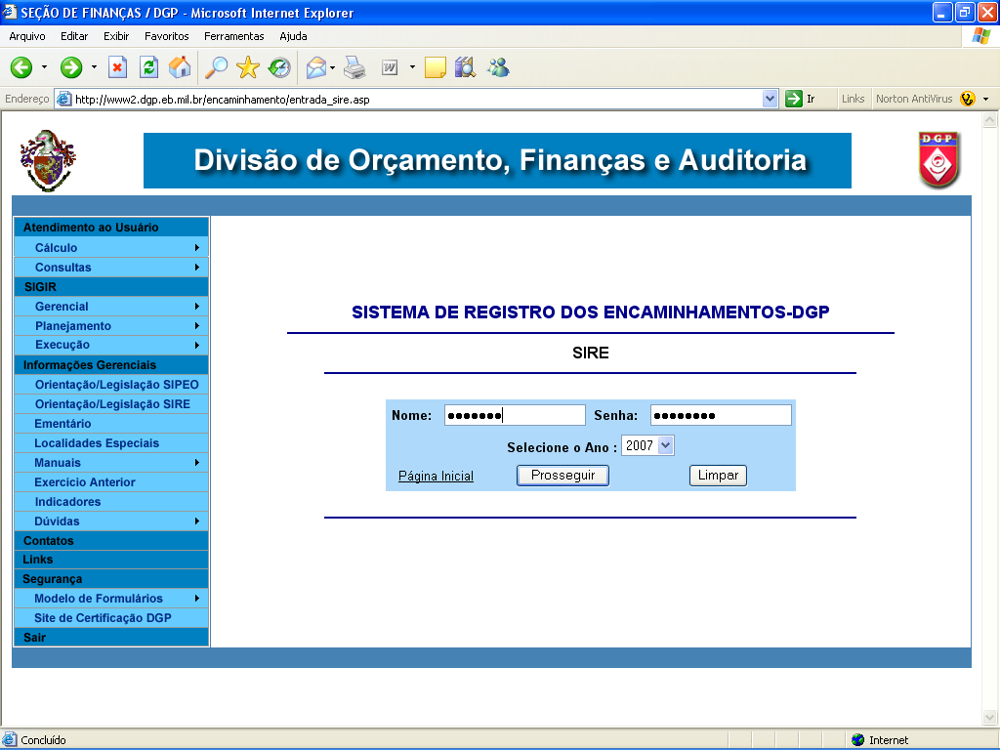 SEÇÃO DE FINANÇAS / DGP - Microsoft Internet Explorer
Arquivo Editar Exibir Favoritos Ferramentas Ajuda
Endereço http://www2.dgp.eb.mil.br/encaminhamento/entrada_sire.asp Ir Links Norton AntiVirus
Divisão de Orçamento, Finanças e Auditoria
DGP
Atendimento ao Usuário
Cálculo
Consultas
SIGIR
Gerencial
Planejamento
Execução
Informações Gerenciais
Orientação/Legislação SIPEO
Orientação/Legislação SIRE
Ementário
Localidades Especiais
Manuais
Exercício Anterior
Indicadores
Dúvidas
Contatos
Links
Segurança
Modelo de Formulários
Site de Certificação DGP
Sair
SISTEMA DE REGISTRO DOS ENCAMINHAMENTOS-DGP
SIRE
Nome: ••••••• Senha: ••••••••
Selecione o Ano : 2007
Página Inicial Prosseguir Limpar
Concluído Internet